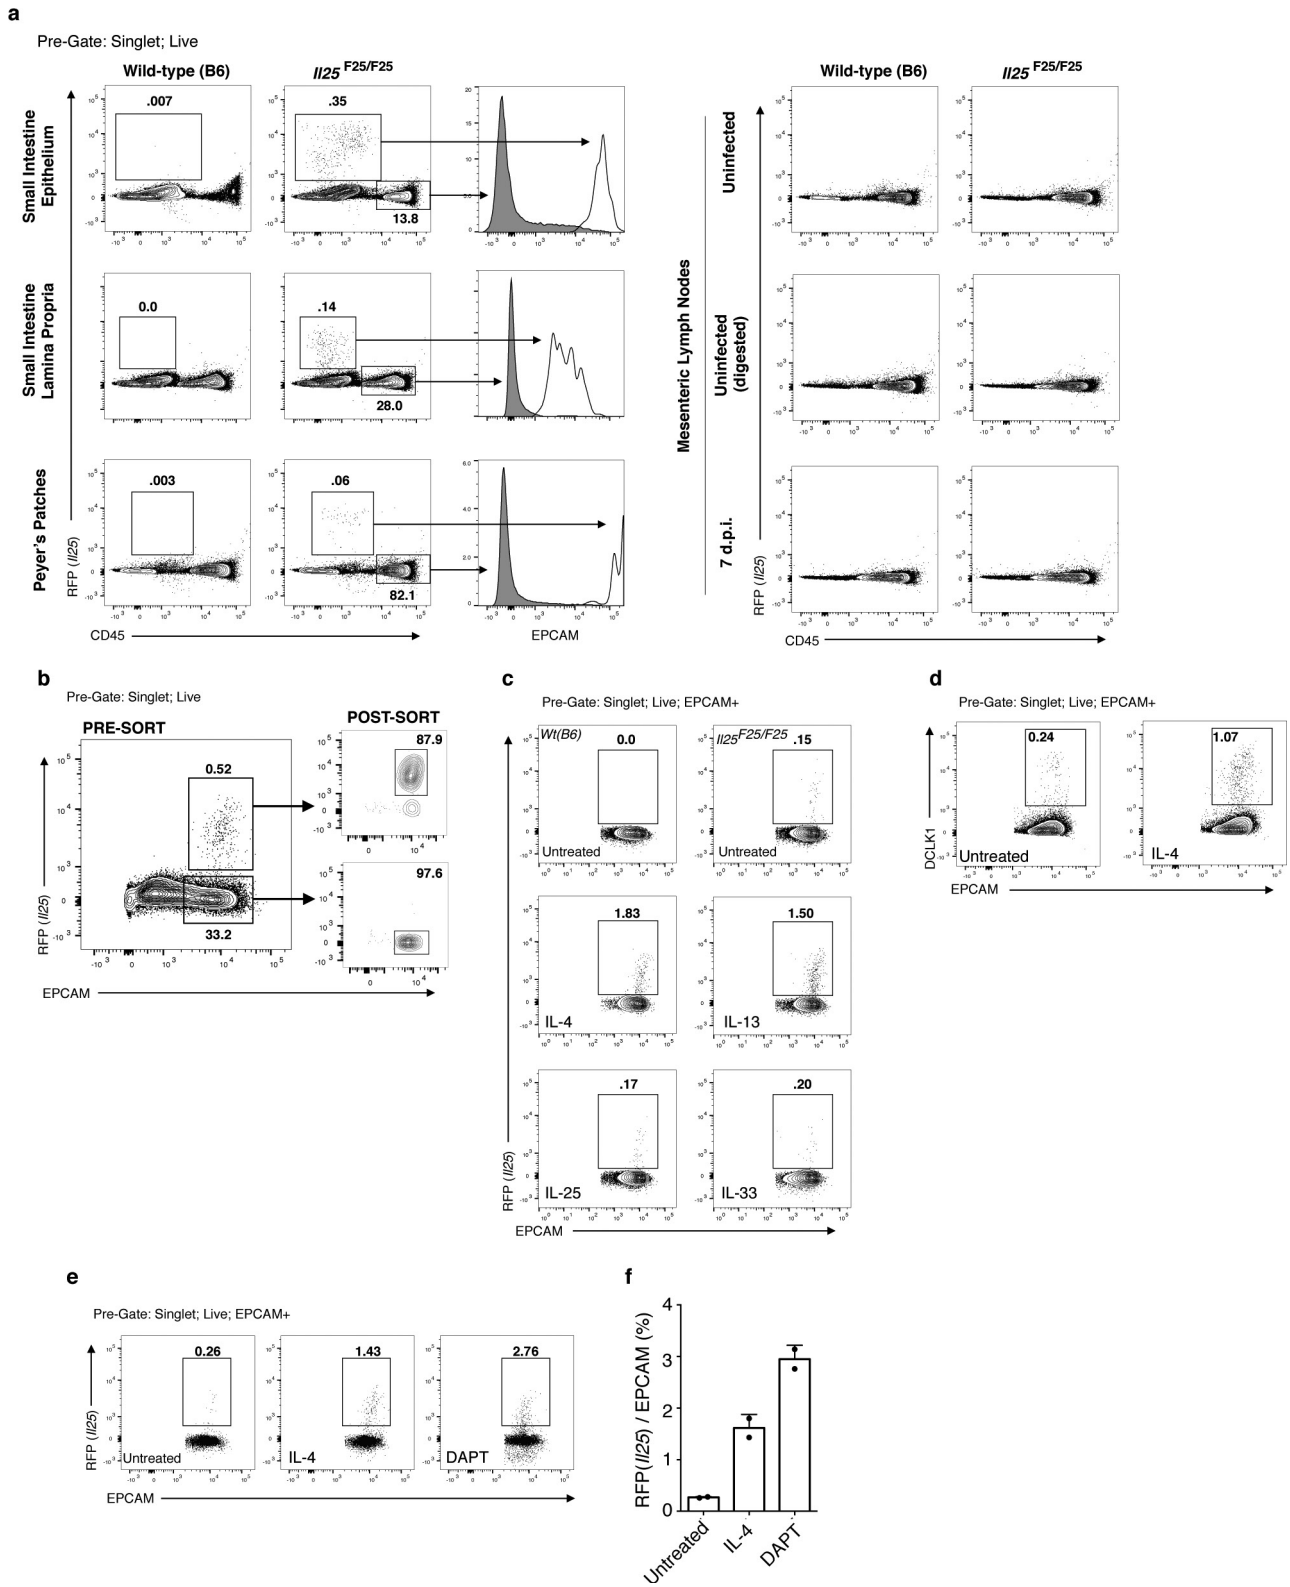 a
Pre-Gate: Singlet; Live
Wild-type (B6)
Il25 F25/F25
Wild-type (B6)
Il25 F25/F25
Small Intestine
Epithelium
.007
.35
13.8
Small Intestine
Lamina Propria
0.0
.14
28.0
Peyer's Patches
.003
.06
82.1
RFP (Il25)
CD45
EPCAM
Mesenteric Lymph Nodes
Uninfected
Uninfected
(digested)
7 d.p.i.
RFP (Il25)
CD45
b
Pre-Gate: Singlet; Live
PRE-SORT
POST-SORT
0.52
33.2
87.9
97.6
RFP (Il25)
EPCAM
c
Pre-Gate: Singlet; Live; EPCAM+
Wt(B6)
0.0
Untreated
Il25F25/F25
.15
Untreated
1.83
IL-4
1.50
IL-13
.17
IL-25
.20
IL-33
RFP (Il25)
EPCAM
d
Pre-Gate: Singlet; Live; EPCAM+
0.24
Untreated
1.07
IL-4
DCLK1
EPCAM
e
Pre-Gate: Singlet; Live; EPCAM+
0.26
Untreated
1.43
IL-4
2.76
DAPT
RFP (Il25)
EPCAM
f
RFP(Il25) / EPCAM (%)
4
3
2
1
0
Untreated
IL-4
DAPT